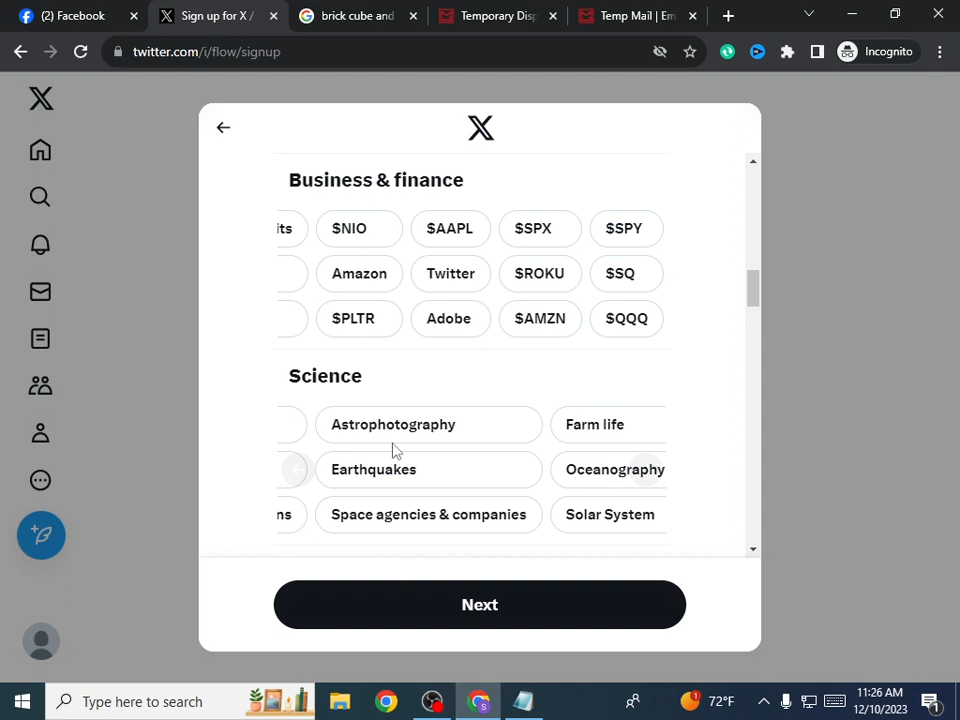 (2) Facebook
Sign up for X /
brick cube and
Temporary Disp
Temp Mail | Em
twitter.com/i/flow/signup
Incognito
Business & finance
its
$NIO
$AAPL
$SPX
$SPY
Amazon
Twitter
$ROKU
$SQ
$PLTR
Adobe
$AMZN
$QQQ
Science
Astrophotography
Farm life
Earthquakes
Oceanography
ns
Space agencies & companies
Solar System
Next
Type here to search
1
72°F
11:26 AM
12/10/2023
1